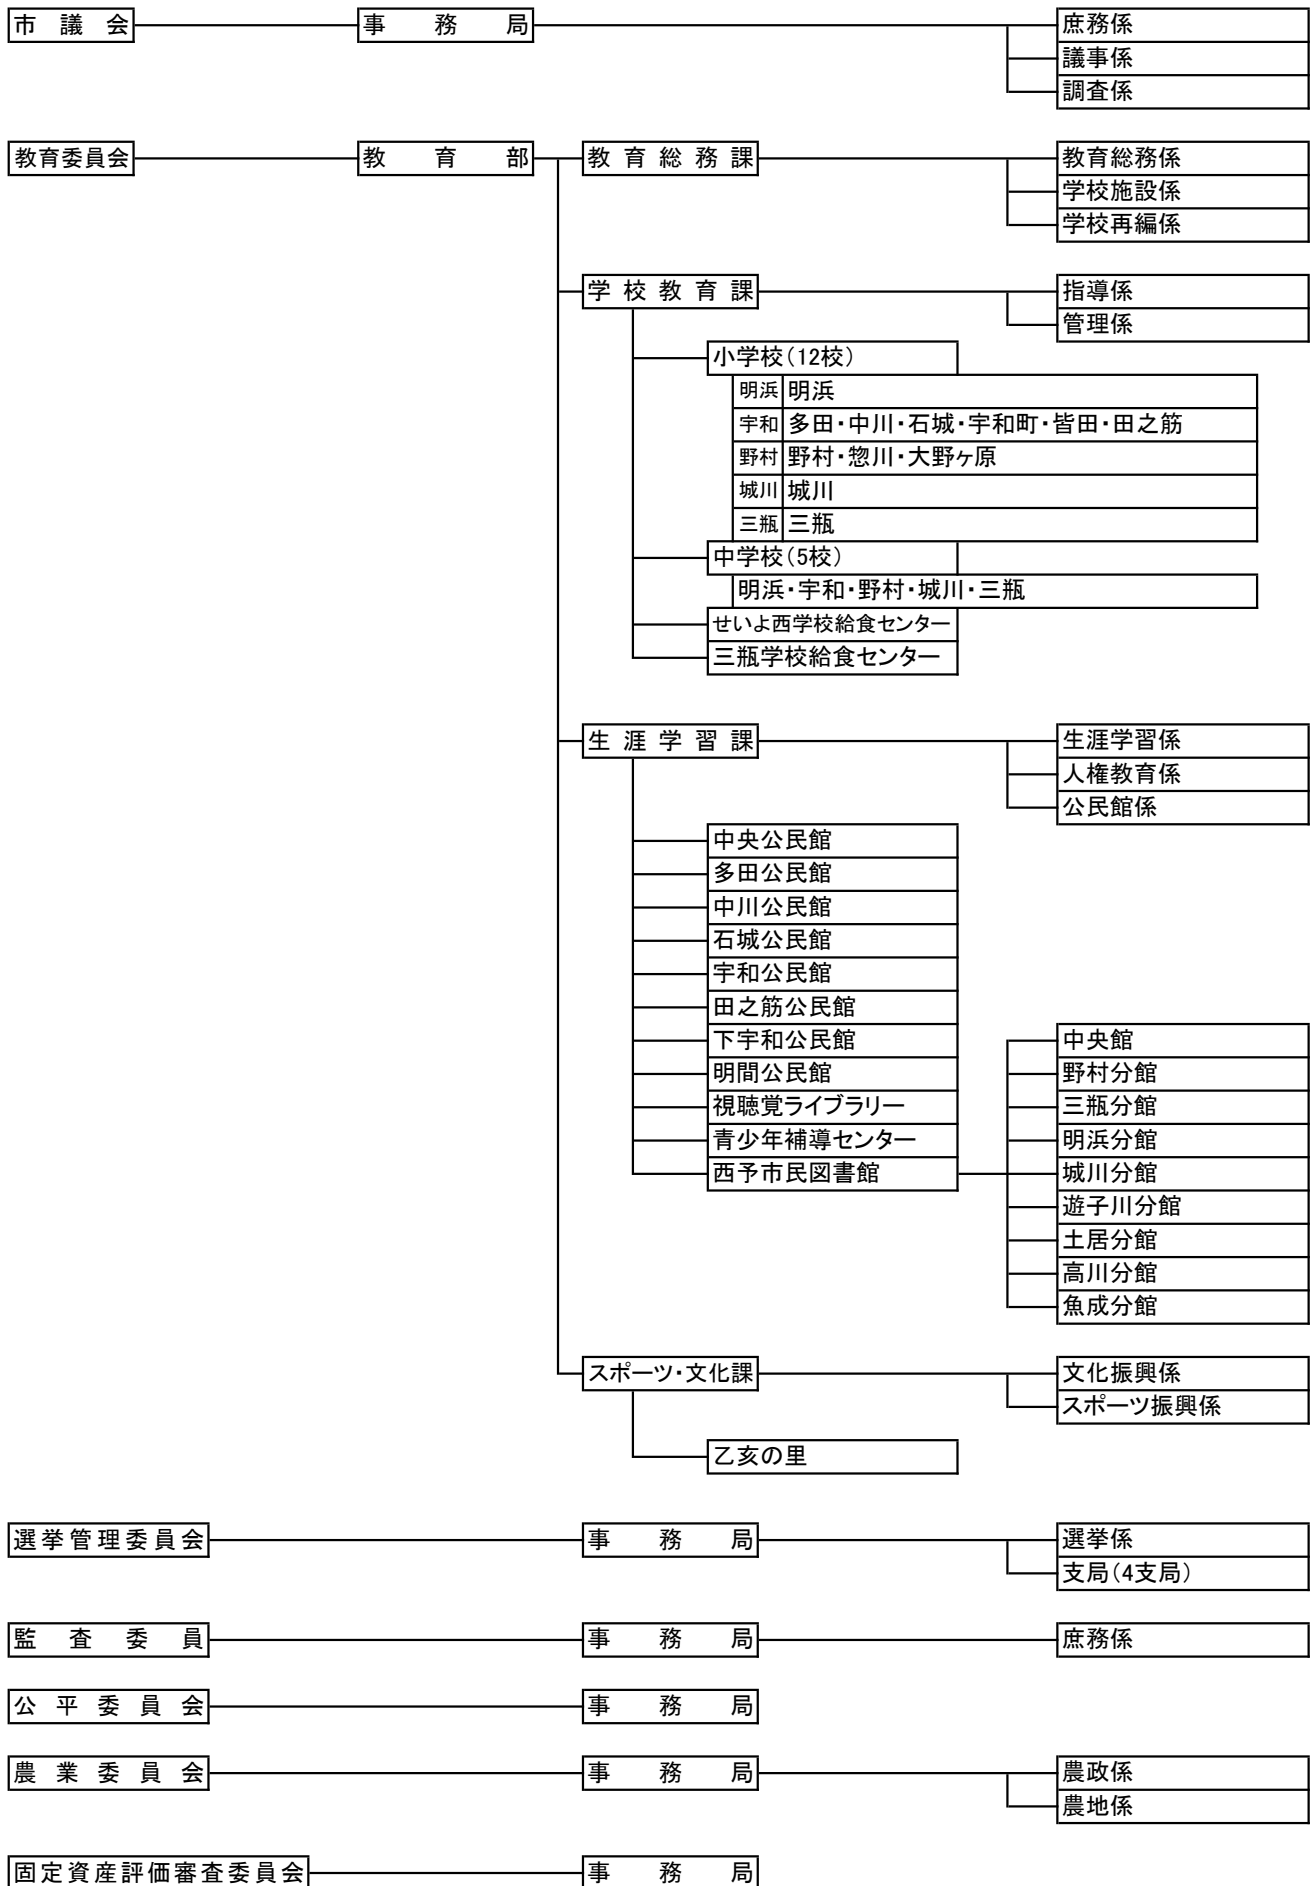 市議会 事務局 庶務係
議事係
調査係
教育委員会 教育部 教育総務課 教育総務係
学校施設係
学校再編係
学校教育課 指導係
管理係
小学校(12校)
明浜 明浜
宇和 多田・中川・石城・宇和町・皆田・田之筋
野村 野村・惣川・大野ヶ原
城川 城川
三瓶 三瓶
中学校(5校)
明浜・宇和・野村・城川・三瓶
せいよ西学校給食センター
三瓶学校給食センター
生涯学習課 生涯学習係
人権教育係
公民館係
中央公民館
多田公民館
中川公民館
石城公民館
宇和公民館
田之筋公民館
下宇和公民館 中央館
明間公民館 野村分館
視聴覚ライブラリー 三瓶分館
青少年補導センター 明浜分館
西予市民図書館 城川分館
遊子川分館
土居分館
高川分館
魚成分館
スポーツ・文化課 文化振興係
スポーツ振興係
乙亥の里
選挙管理委員会 事務局 選挙係
支局(4支局)
監査委員 事務局 庶務係
公平委員会 事務局
農業委員会 事務局 農政係
農地係
固定資産評価審査委員会 事務局